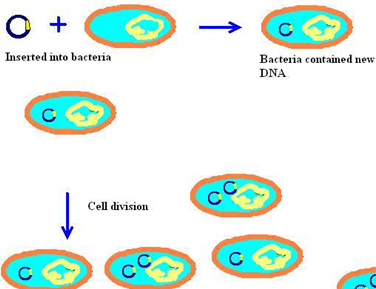 Inserted into bacteria
Bacteria contained new
DNA
Cell division